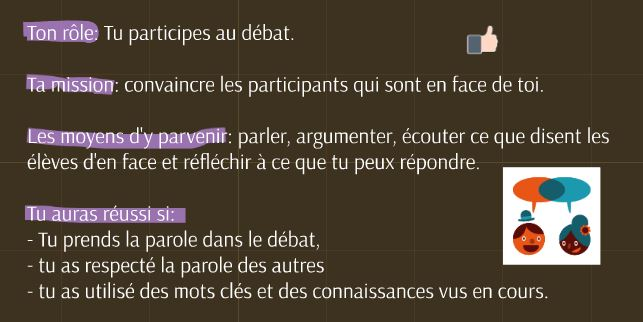 Ton rôle: Tu participes au débat.
Ta mission: convaincre les participants qui sont en face de toi.
Les moyens d'y parvenir: parler, argumenter, écouter ce que disent les
élèves d'en face et réfléchir à ce que tu peux répondre.
Tu auras réussi si:
- Tu prends la parole dans le débat,
- tu as respecté la parole des autres
- tu as utilisé des mots clés et des connaissances vus en cours.